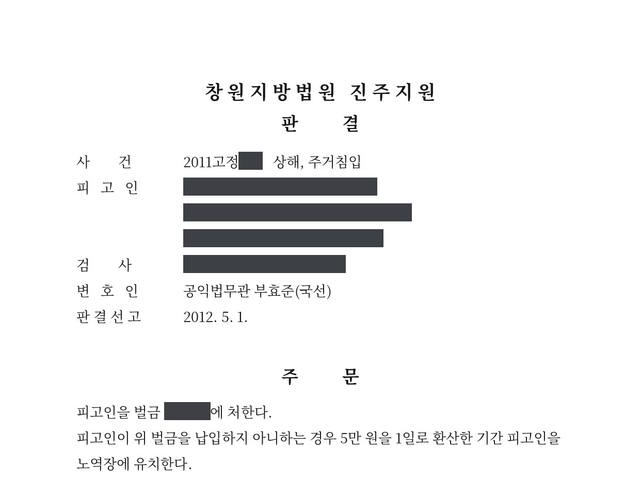 창원지방법원 진주지원
판 결
사 건 2011고정 상해, 주거침입
피 고 인
검 사
변 호 인 공익법무관 부효준(국선)
판결선고 2012. 5. 1.
주 문
피고인을 벌금 에 처한다.
피고인이 위 벌금을 납입하지 아니하는 경우 5만 원을 1일로 환산한 기간 피고인을
노역장에 유치한다.